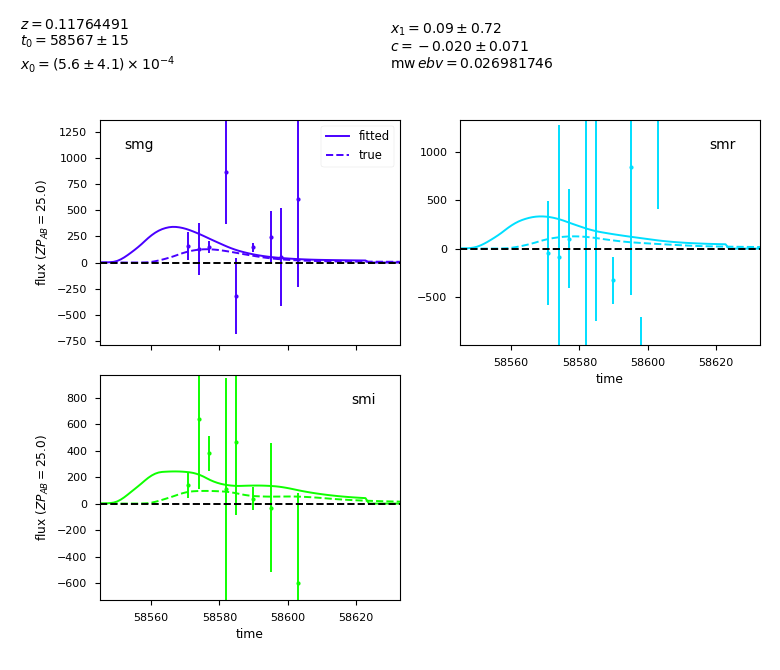 z = 0.11764491
t₀ = 58567 ± 15
x₀ = (5.6 ± 4.1) × 10⁻⁴
x₁ = 0.09 ± 0.72
c = −0.020 ± 0.071
mw ebv = 0.026981746
smg
fitted
true
1250
1000
750
500
250
0
−250
−500
−750
flux (ZP_AB = 25.0)
smr
1000
500
0
−500
58560 58580 58600 58620
time
smi
800
600
400
200
0
−200
−400
−600
flux (ZP_AB = 25.0)
58560 58580 58600 58620
time